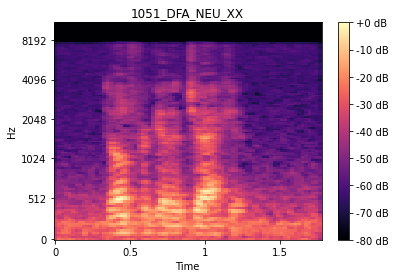 1051_DFA_NEU_XX
Hz
8192
4096
2048
1024
512
0
0
0.5
1
1.5
Time
+0 dB
-10 dB
-20 dB
-30 dB
-40 dB
-50 dB
-60 dB
-70 dB
-80 dB